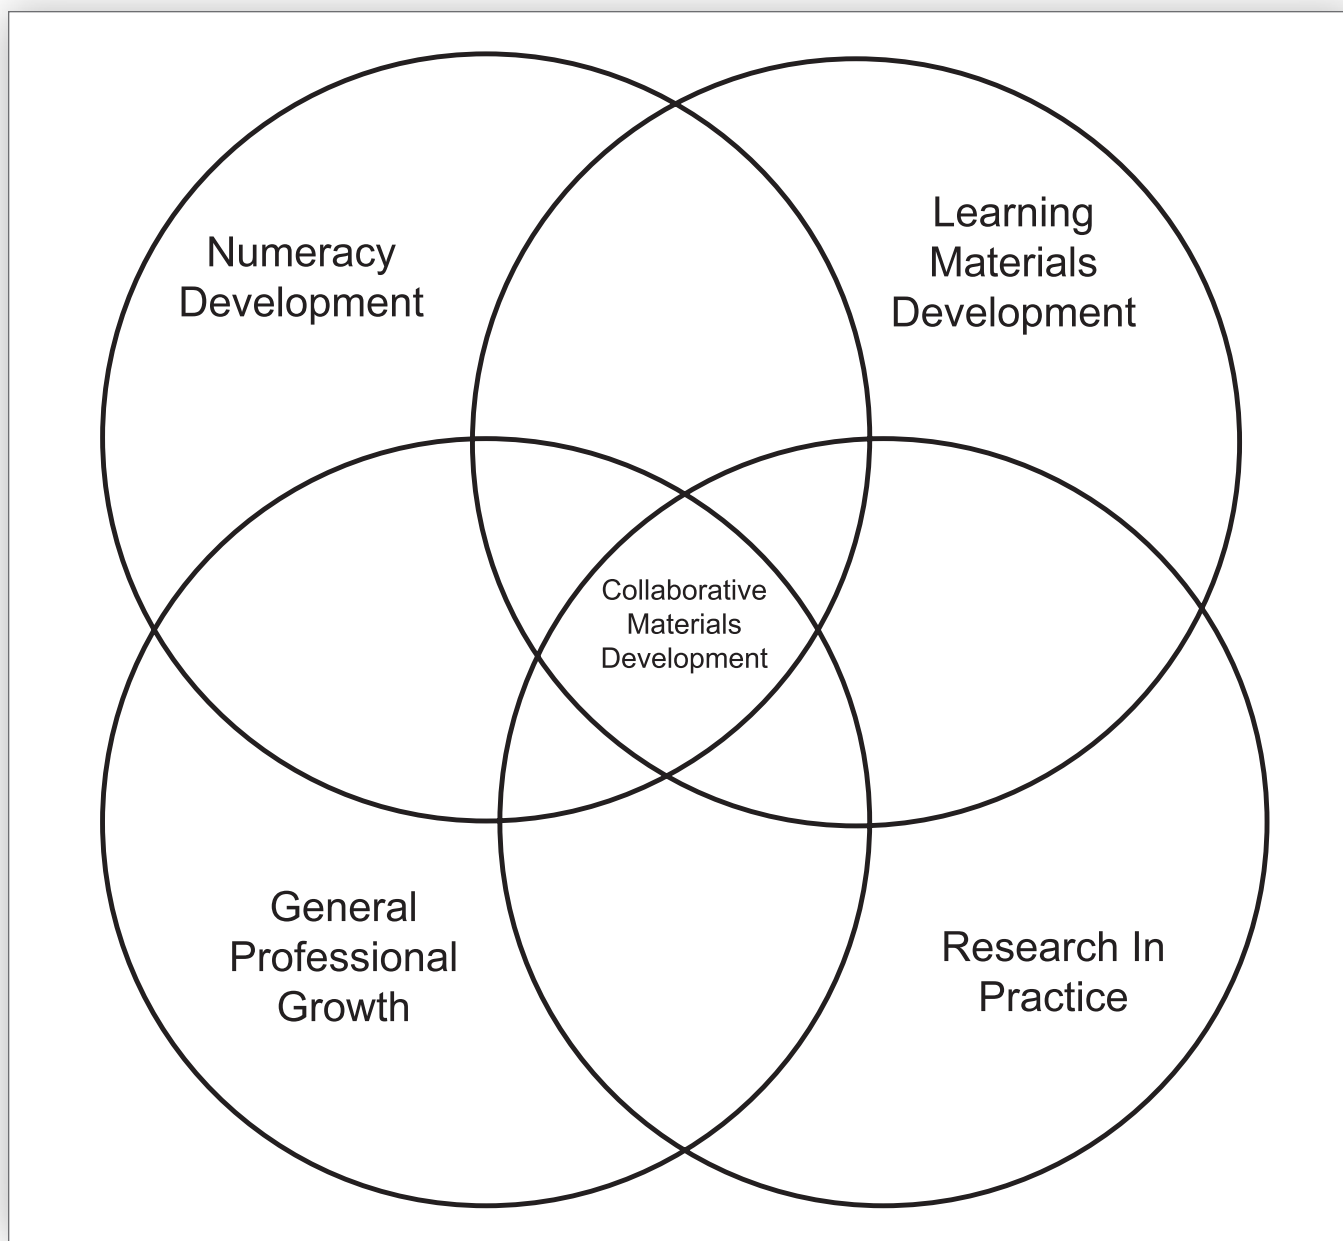 Numeracy
Development
Learning
Materials
Development
Collaborative
Materials
Development
General
Professional
Growth
Research In
Practice